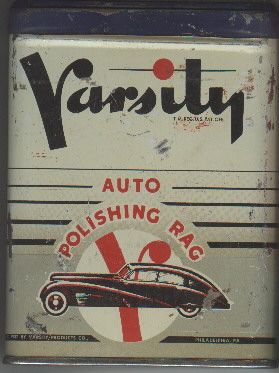 Varsity
T.M.REG.U.S. PAT. OFF.
AUTO
POLISHING RAG
V
BY VARSITY PRODUCTS CO.,
PHILADELPHIA, PA.